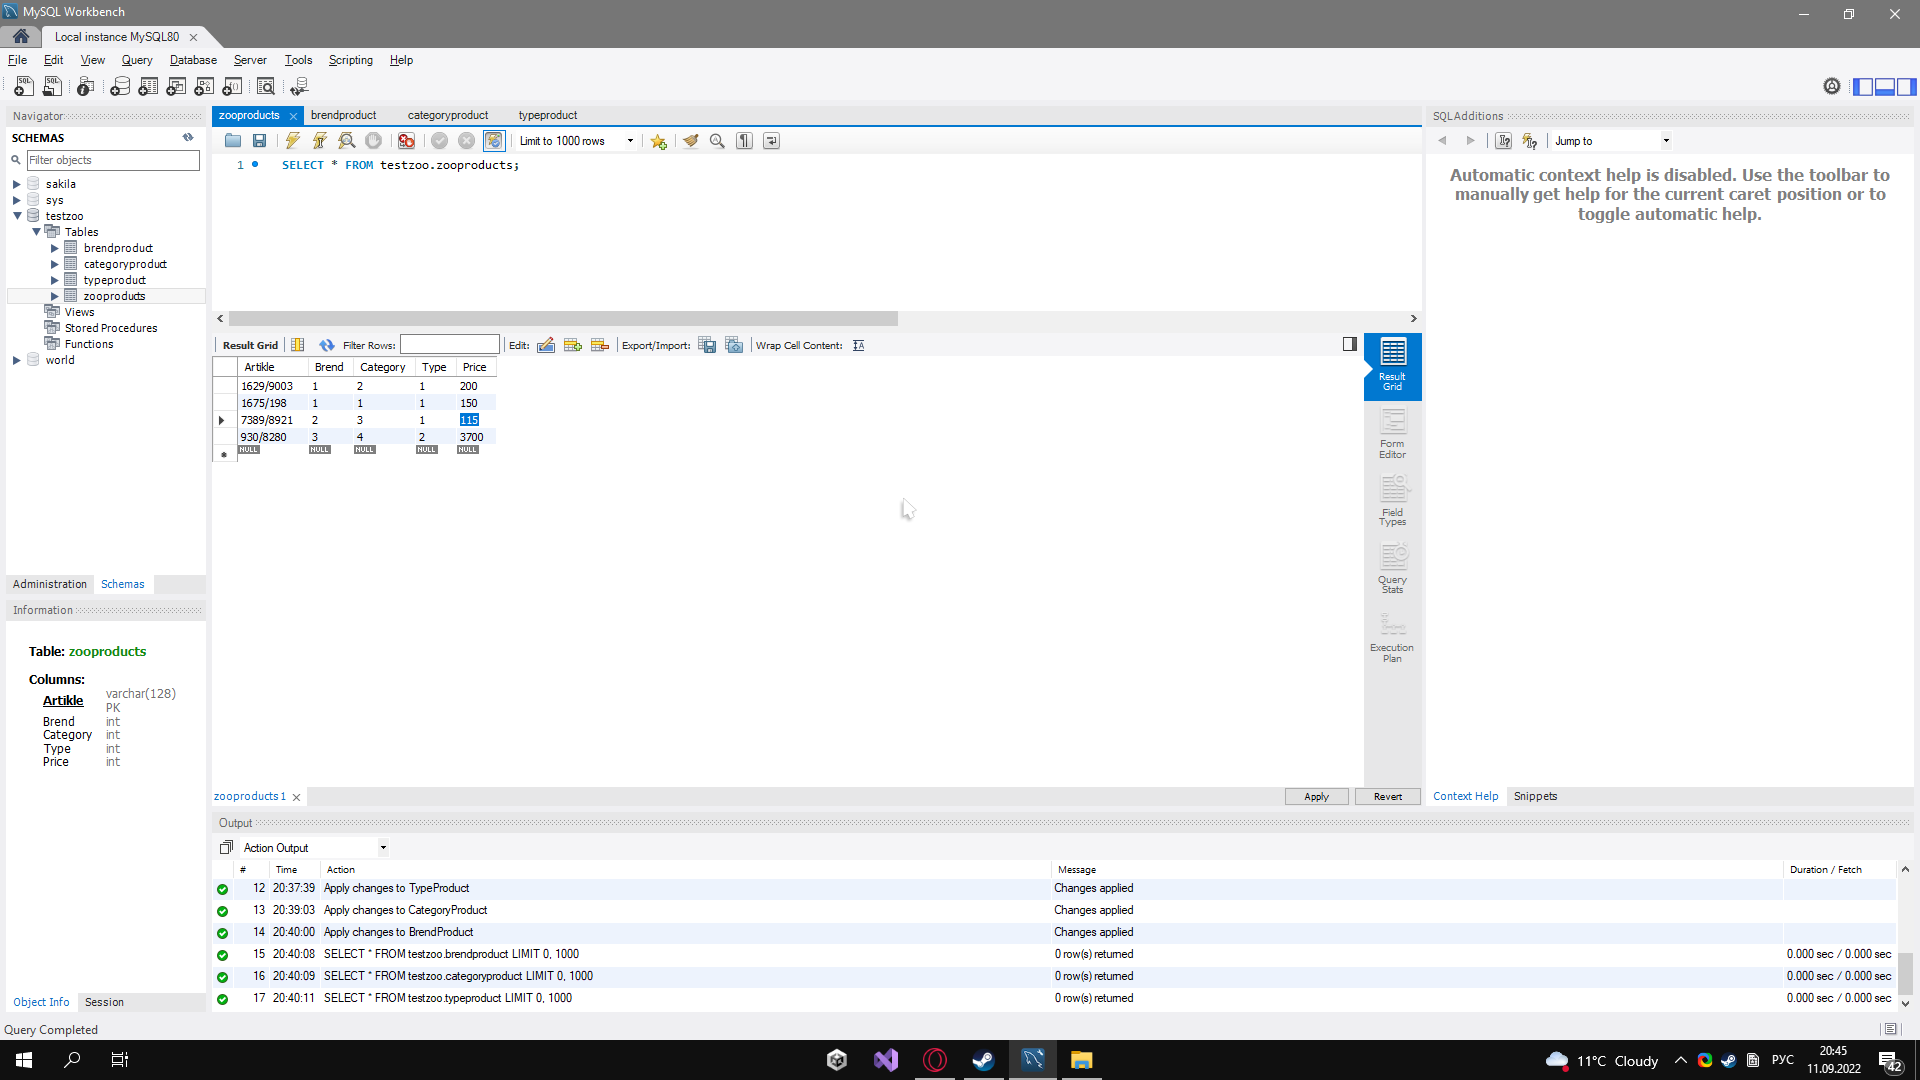 MySQL Workbench
Local instance MySQL80
File Edit View Query Database Server Tools Scripting Help
Navigator
SCHEMAS
Filter objects
sakila
sys
testzoo
Tables
brendproduct
categoryproduct
typeproduct
zooproducts
Views
Stored Procedures
Functions
world
Administration Schemas
Information
Table: zooproducts
Columns:
Artikle varchar(128) PK
Brend int
Category int
Type int
Price int
Object Info Session
Query Completed
zooproducts brendproduct categoryproduct typeproduct
Limit to 1000 rows
1 SELECT * FROM testzoo.zooproducts;
Result Grid Filter Rows: Edit: Export/Import: Wrap Cell Content:
Artikle Brend Category Type Price
1629/9003 1 2 1 200
1675/198 1 1 1 150
7389/8921 2 3 1 115
930/8280 3 4 2 3700
NULL NULL NULL NULL NULL
Result Grid
Form Editor
Field Types
Query Stats
Execution Plan
zooproducts 1 Apply Revert
SQLAdditions
Jump to
Automatic context help is disabled. Use the toolbar to
manually get help for the current caret position or to
toggle automatic help.
Context Help Snippets
Output
Action Output
# Time Action Message Duration / Fetch
12 20:37:39 Apply changes to TypeProduct Changes applied
13 20:39:03 Apply changes to CategoryProduct Changes applied
14 20:40:00 Apply changes to BrendProduct Changes applied
15 20:40:08 SELECT * FROM testzoo.brendproduct LIMIT 0, 1000 0 row(s) returned 0.000 sec / 0.000 sec
16 20:40:09 SELECT * FROM testzoo.categoryproduct LIMIT 0, 1000 0 row(s) returned 0.000 sec / 0.000 sec
17 20:40:11 SELECT * FROM testzoo.typeproduct LIMIT 0, 1000 0 row(s) returned 0.000 sec / 0.000 sec
11°C Cloudy РУС 20:45
11.09.2022
42